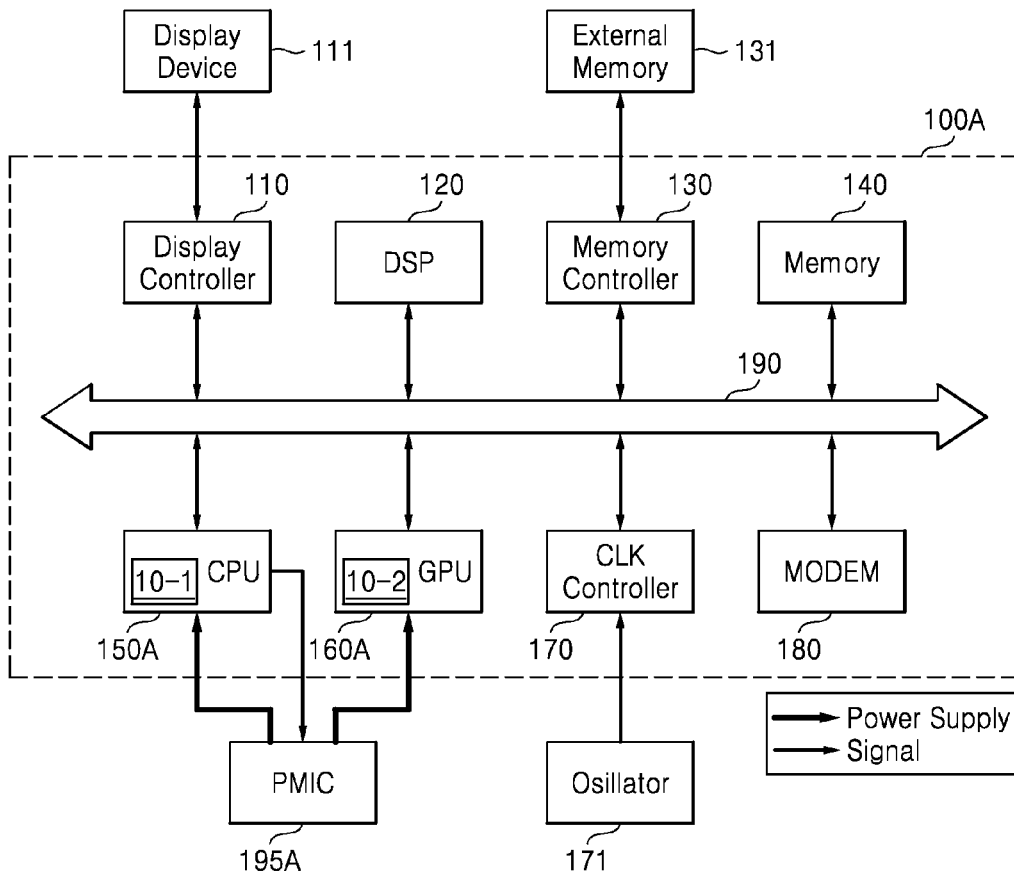 Display
Device
111
External
Memory
131
100A
110
120
130
140
Display
Controller
DSP
Memory
Controller
Memory
190
10-1 CPU
10-2 GPU
CLK
Controller
MODEM
150A
160A
170
180
Power Supply
Signal
PMIC
Osillator
195A
171